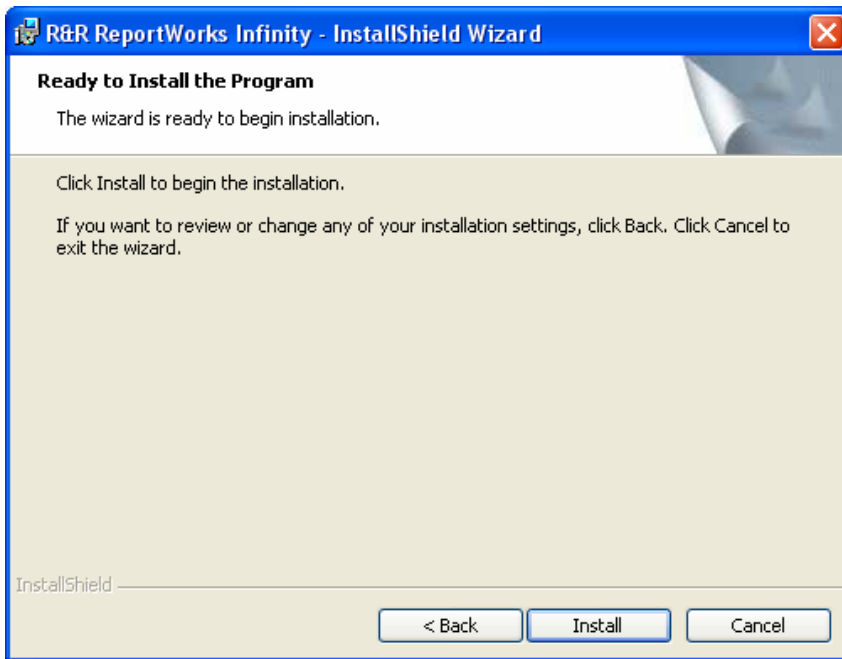 R&R ReportWorks Infinity - InstallShield Wizard
Ready to Install the Program
The wizard is ready to begin installation.
Click Install to begin the installation.
If you want to review or change any of your installation settings, click Back. Click Cancel to
exit the wizard.
InstallShield
< Back Install Cancel